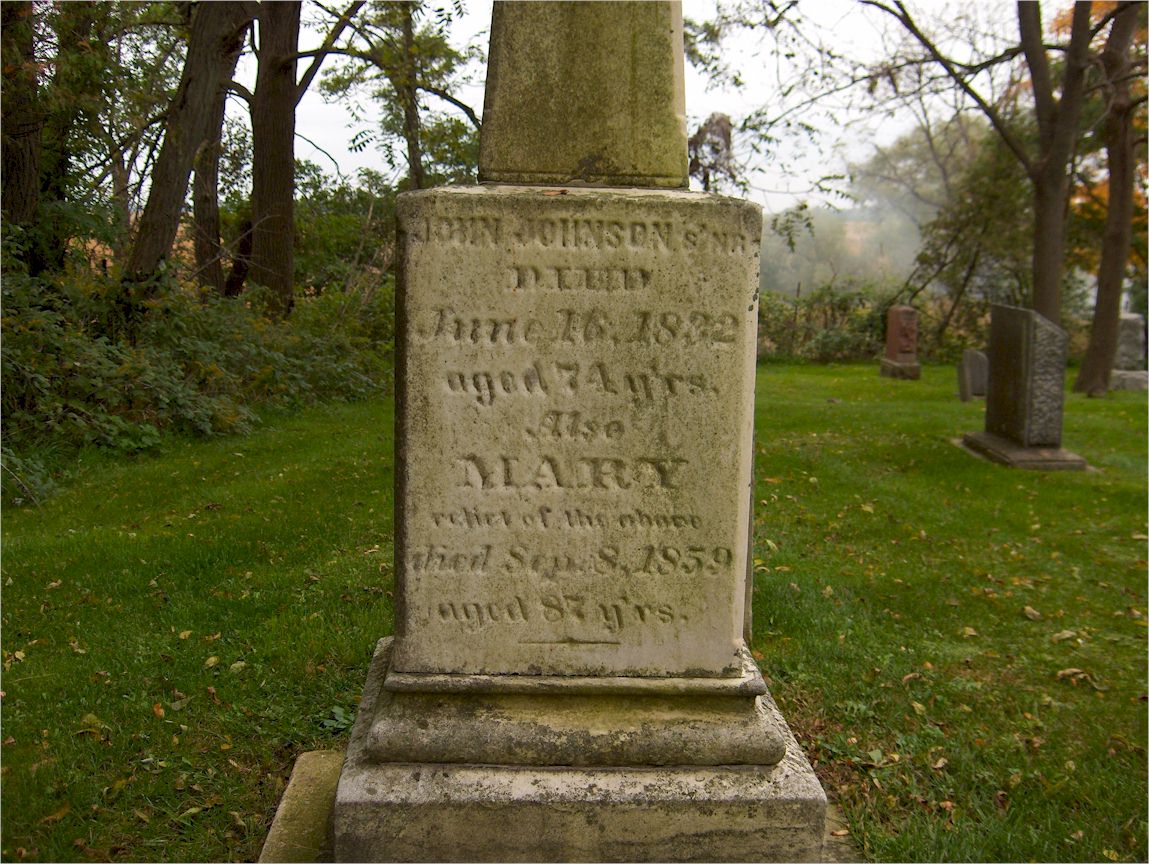 JOHN JOHNSON S'NR
DIED
June 16, 1832
aged 74 y'rs.
Also
MARY
relict of the above
died Sep. 8, 1859
aged 87 y'rs.